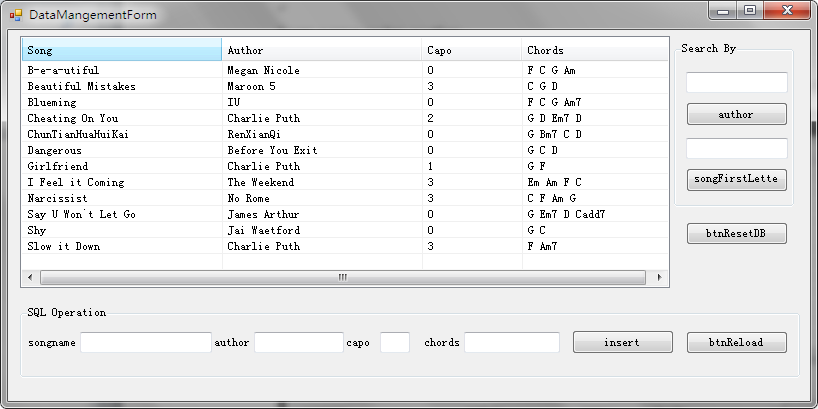 DataMangementForm
Song Author Capo Chords
B-e-a-utiful Megan Nicole 0 F C G Am
Beautiful Mistakes Maroon 5 3 C G D
Blueming IU 0 F C G Am7
Cheating On You Charlie Puth 2 G D Em7 D
ChunTianHuaHuiKai RenXianQi 0 G Bm7 C D
Dangerous Before You Exit 0 G C D
Girlfriend Charlie Puth 1 G F
I Feel it Coming The Weekend 3 Em Am F C
Narcissist No Rome 3 C F Am G
Say U Won't Let Go James Arthur 0 G Em7 D Cadd7
Shy Jai Waetford 0 G C
Slow it Down Charlie Puth 3 F Am7
Search By
author
songFirstLette
btnResetDB
SQL Operation
songname author capo chords insert btnReload